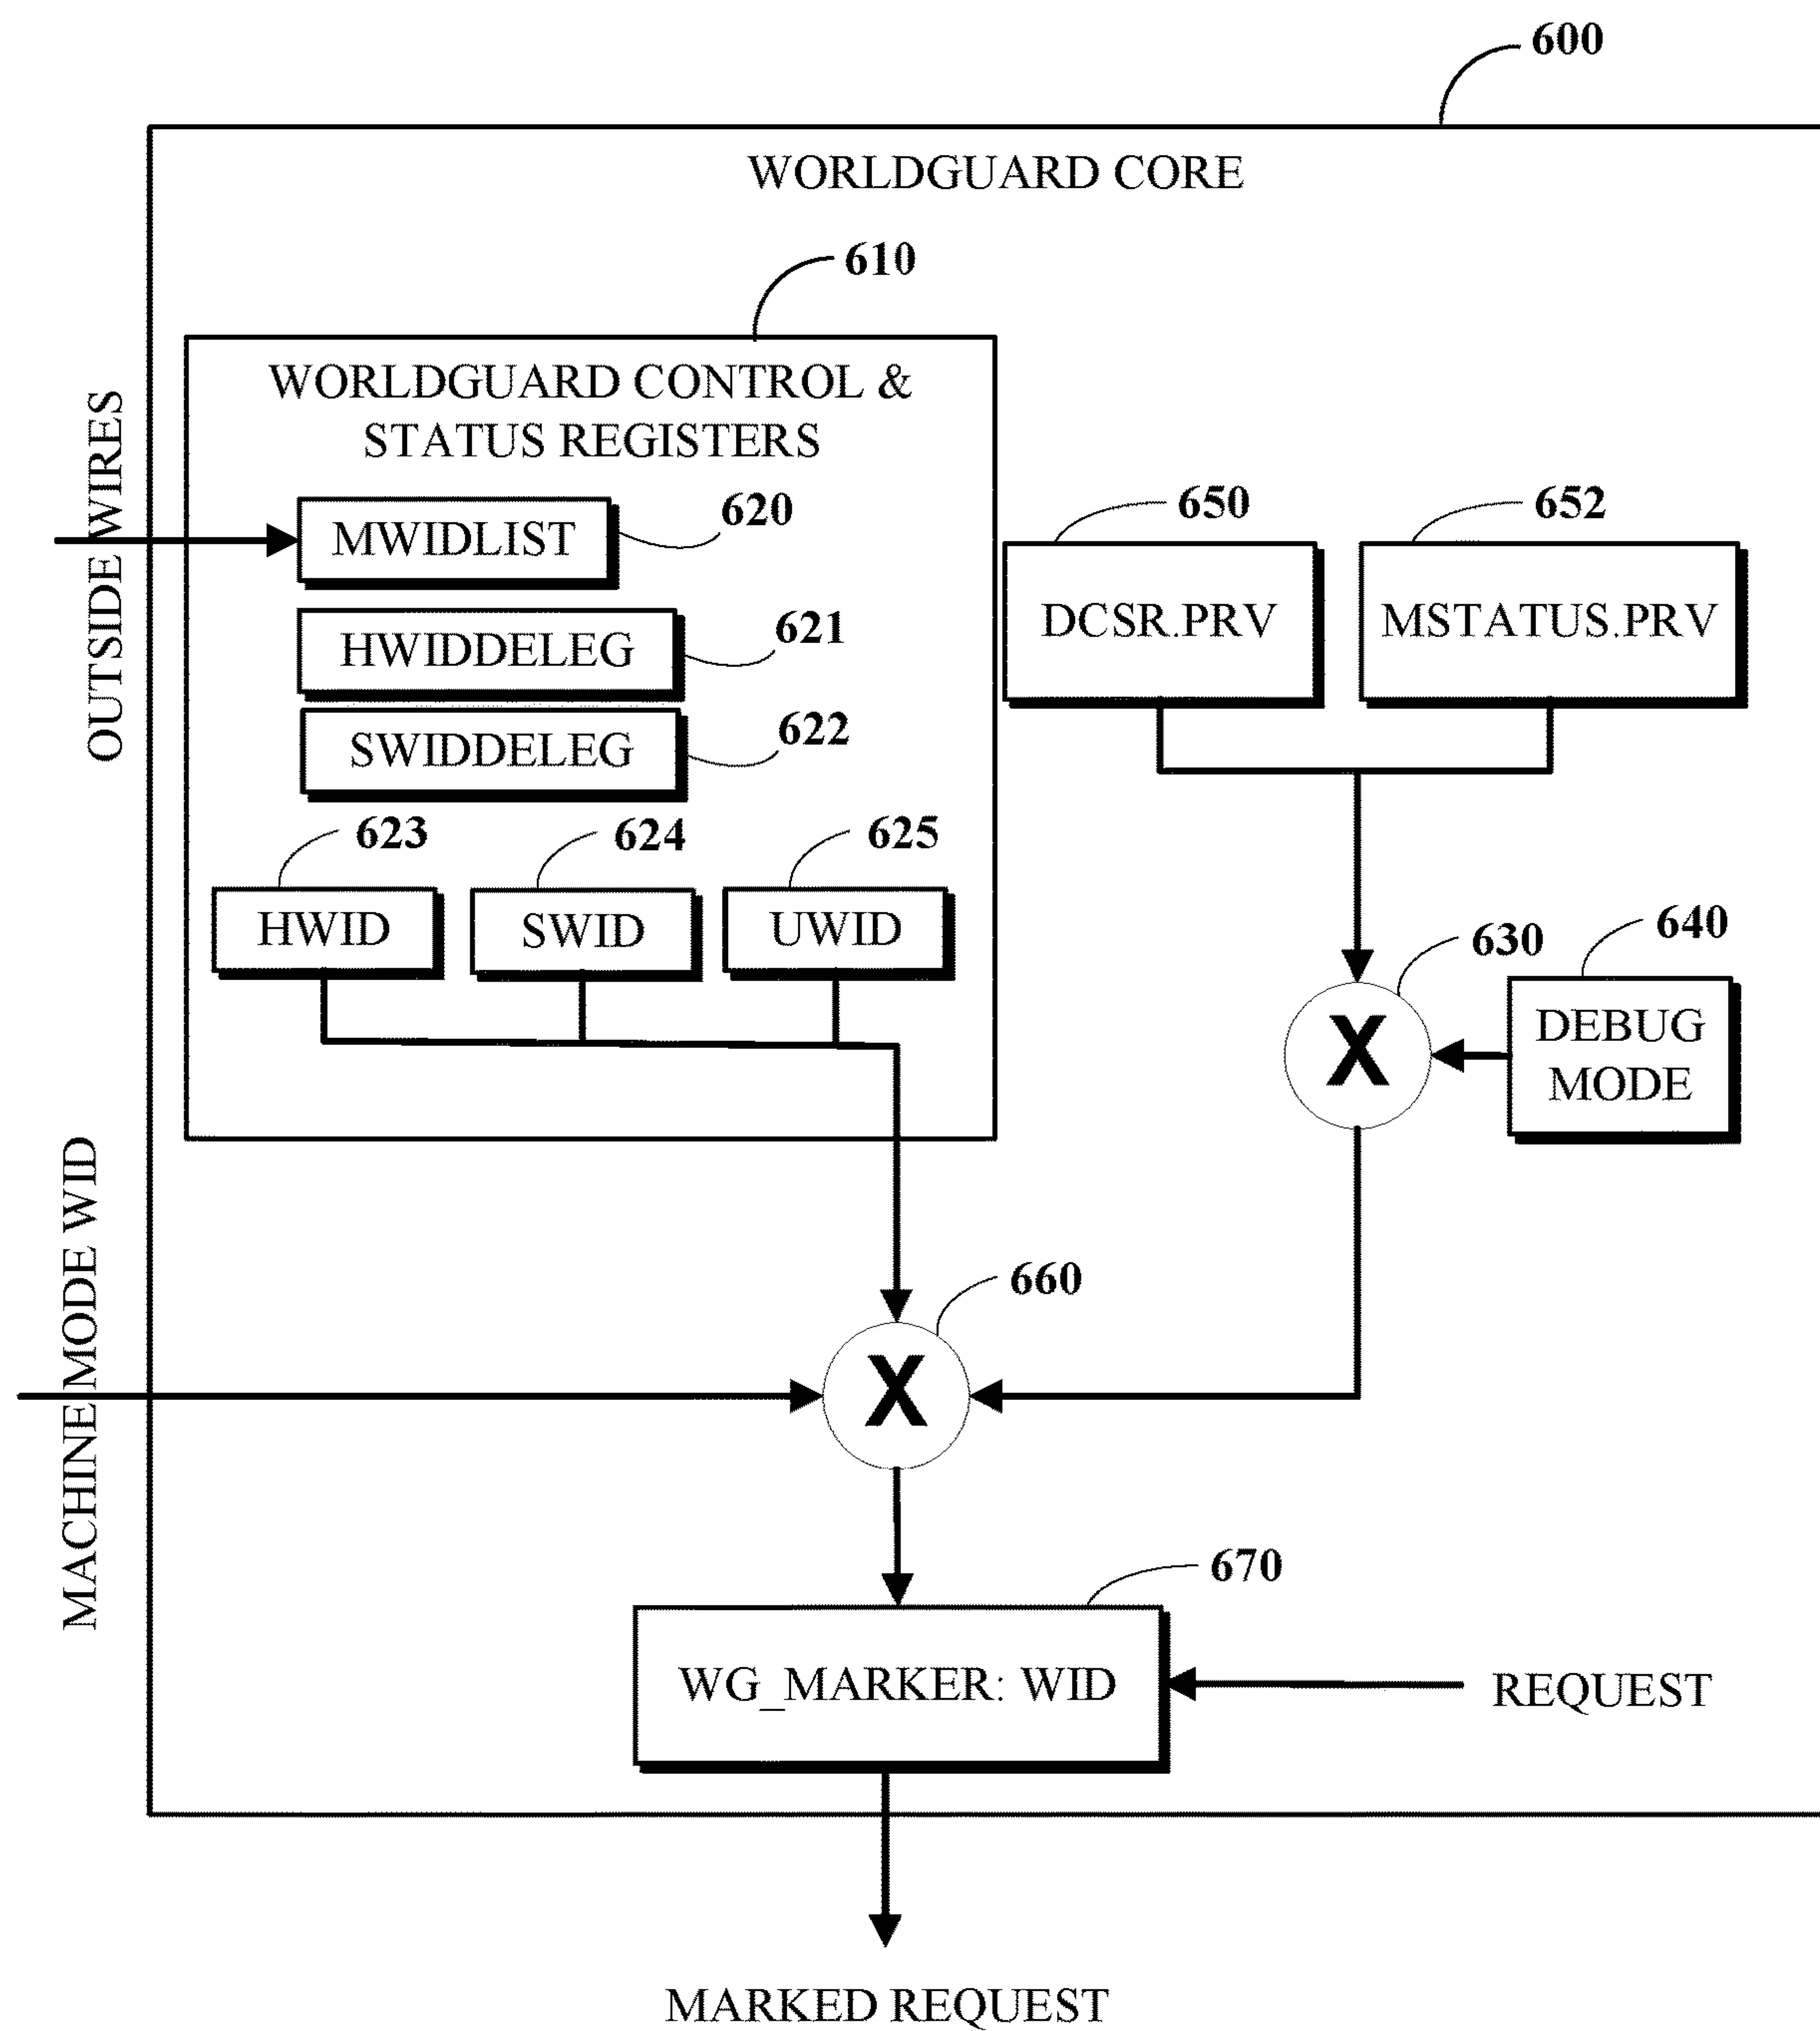 600
WORLDGUARD CORE
610
WORLDGUARD CONTROL &
STATUS REGISTERS
OUTSIDE WIRES
MWIDLIST
620
HWIDDELEG
621
SWIDDELEG
622
623
624
625
HWID
SWID
UWID
650
652
DCSR.PRV
MSTATUS.PRV
630
640
X
DEBUG
MODE
MACHINE MODE WID
660
X
670
WG_MARKER: WID
REQUEST
MARKED REQUEST